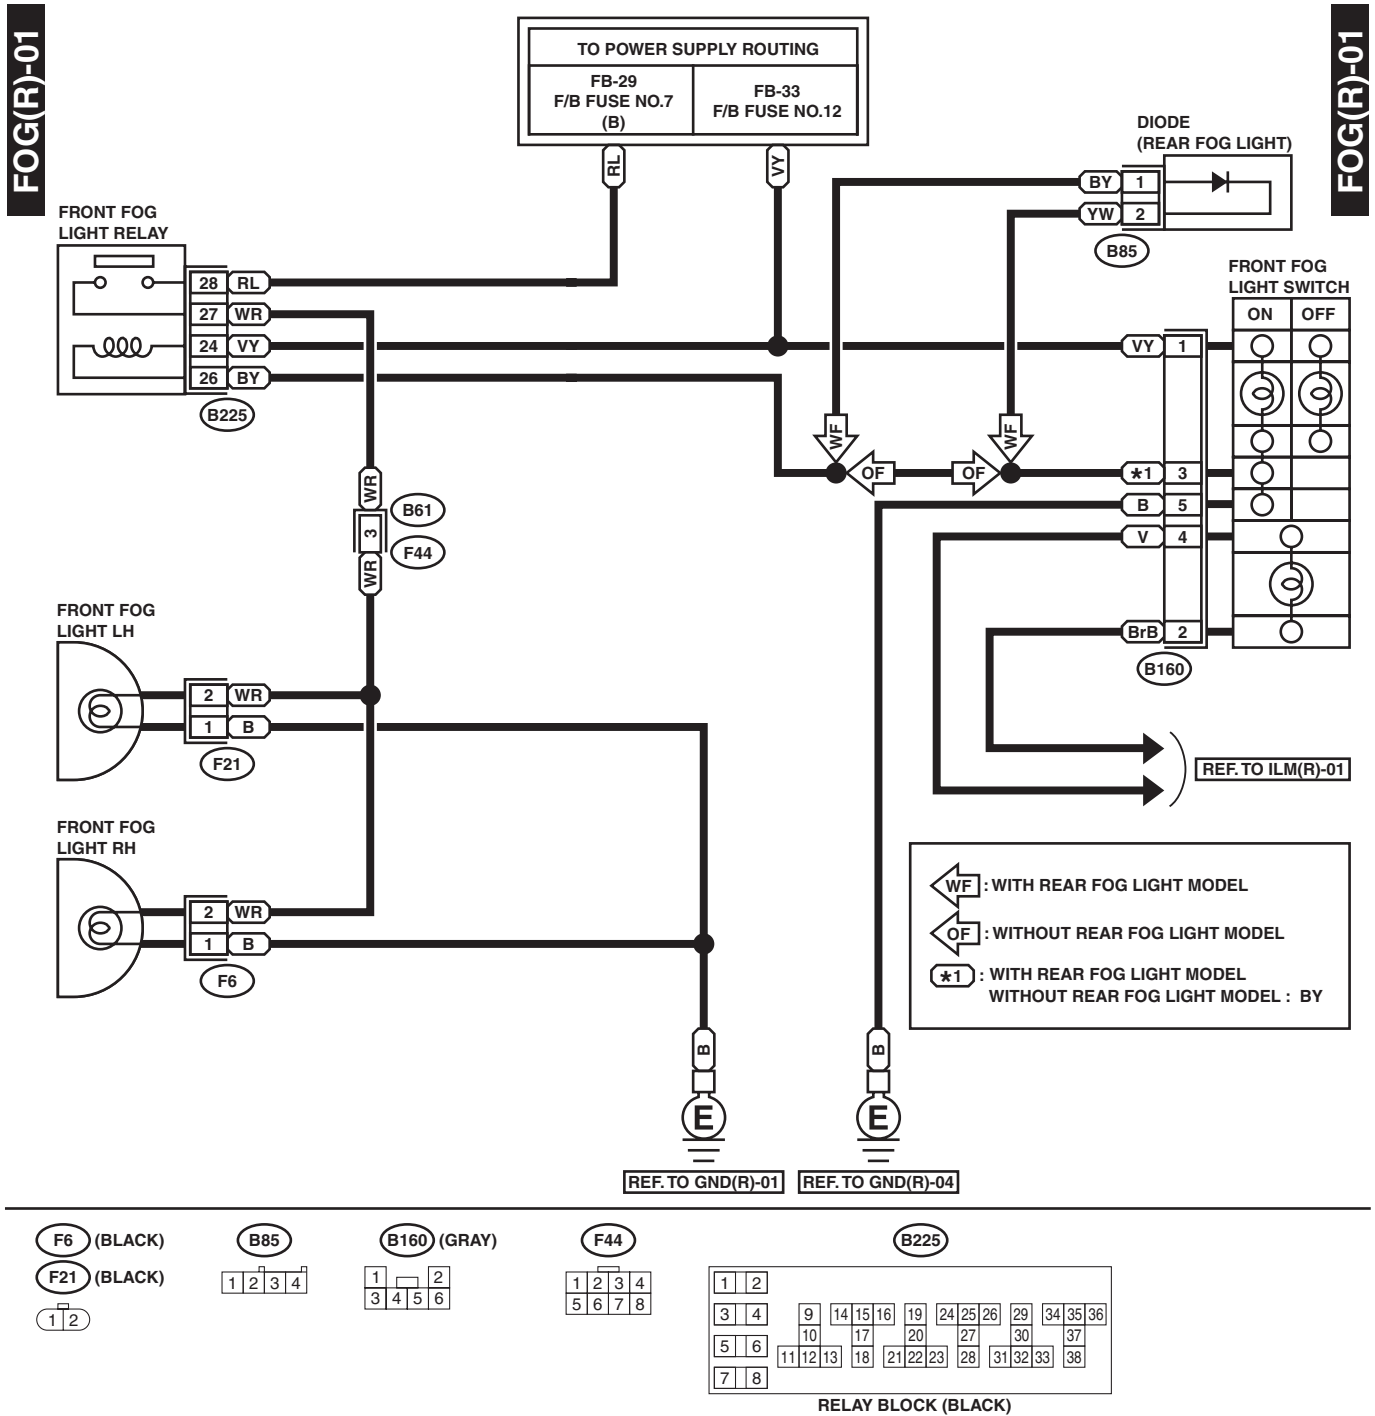 FOG(R)-01
FOG(R)-01
TO POWER SUPPLY ROUTING
FB-29
F/B FUSE NO.7
(B)
FB-33
F/B FUSE NO.12
RL
VY
DIODE
(REAR FOG LIGHT)
BY 1
YW 2
B85
FRONT FOG
LIGHT RELAY
28 RL
27 WR
24 VY
26 BY
B225
FRONT FOG
LIGHT SWITCH
ON OFF
VY 1
WF
WF
OF
OF
*1 3
B 5
V 4
BrB 2
B160
WR
B61
3
F44
WR
FRONT FOG
LIGHT LH
2 WR
1 B
F21
REF. TO ILM(R)-01
FRONT FOG
LIGHT RH
2 WR
1 B
F6
WF : WITH REAR FOG LIGHT MODEL
OF : WITHOUT REAR FOG LIGHT MODEL
*1 : WITH REAR FOG LIGHT MODEL
WITHOUT REAR FOG LIGHT MODEL : BY
B
B
E
E
REF. TO GND(R)-01
REF. TO GND(R)-04
F6 (BLACK)
F21 (BLACK)
1 2
B85
1 2 3 4
B160 (GRAY)
1 2
3 4 5 6
F44
1 2 3 4
5 6 7 8
B225
1 2
3 4 9 14 15 16 19 24 25 26 29 34 35 36
10 17 20 27 30 37
5 6 11 12 13 18 21 22 23 28 31 32 33 38
7 8
RELAY BLOCK (BLACK)